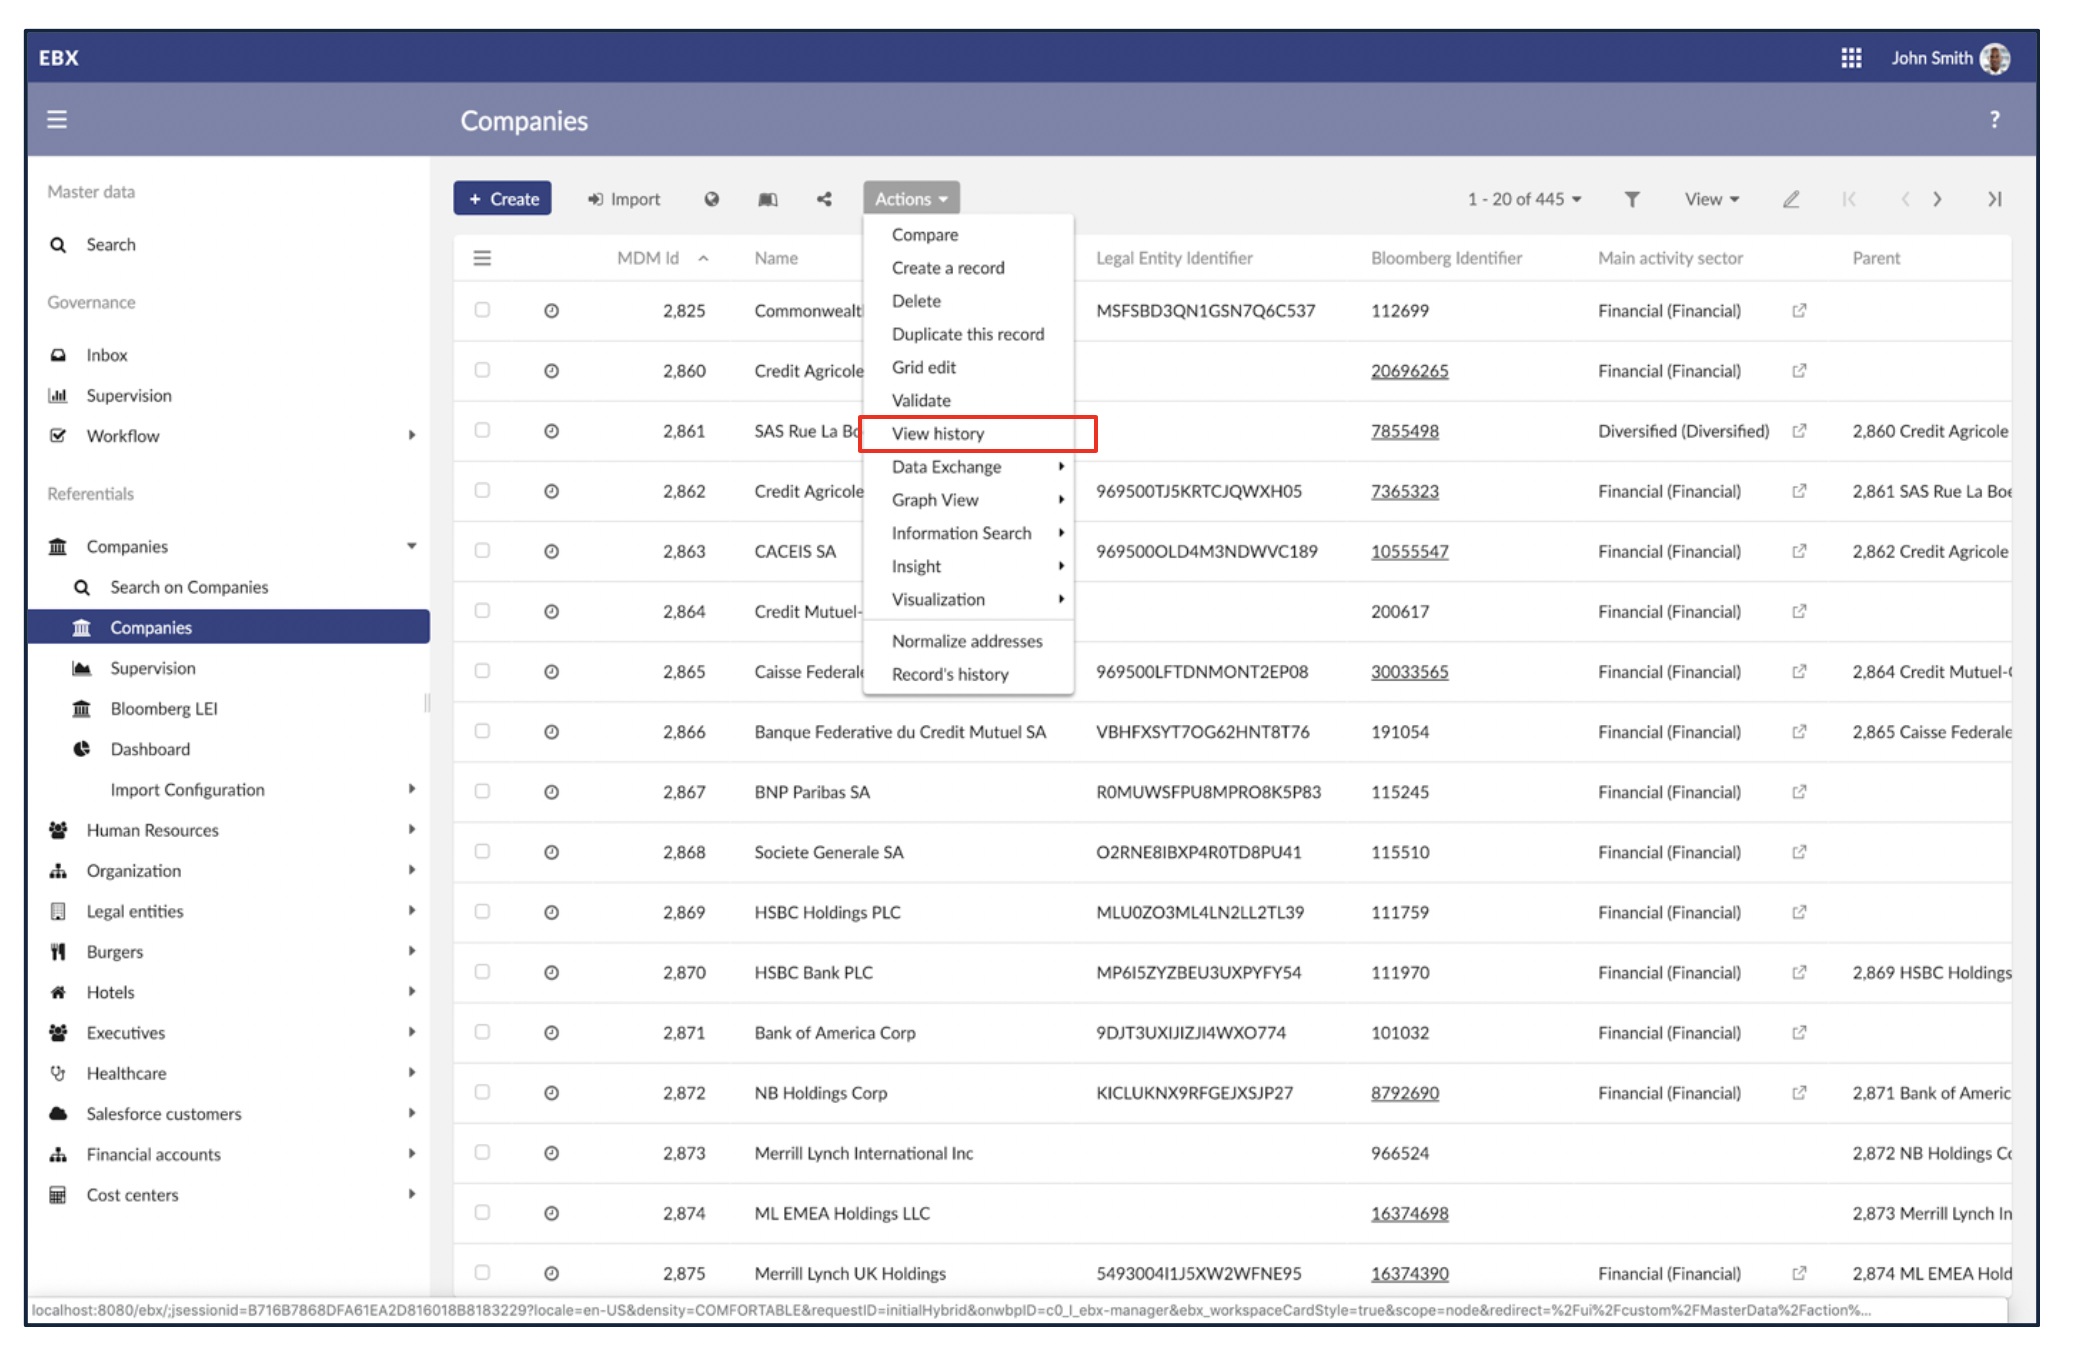 EBX
John Smith
Companies
?
Master data
Search
Governance
Inbox
Supervision
Workflow
Referentials
Companies
Search on Companies
Companies
Supervision
Bloomberg LEI
Dashboard
Import Configuration
Human Resources
Organization
Legal entities
Burgers
Hotels
Executives
Healthcare
Salesforce customers
Financial accounts
Cost centers
+ Create Import Actions 1 - 20 of 445 View
Compare
Create a record
Delete
Duplicate this record
Grid edit
Validate
View history
Data Exchange
Graph View
Information Search
Insight
Visualization
Normalize addresses
Record's history
MDM Id Name Legal Entity Identifier Bloomberg Identifier Main activity sector Parent
2,825 Commonwealt MSFSBD3QN1GSN7Q6C537 112699 Financial (Financial)
2,860 Credit Agricole 20696265 Financial (Financial)
2,861 SAS Rue La Bo 7855498 Diversified (Diversified) 2,860 Credit Agricole
2,862 Credit Agricole 969500TJ5KRTCJQWXH05 7365323 Financial (Financial) 2,861 SAS Rue La Boe
2,863 CACEIS SA 969500OLD4M3NDWVC189 10555547 Financial (Financial) 2,862 Credit Agricole
2,864 Credit Mutuel- 200617 Financial (Financial)
2,865 Caisse Federale 969500LFTDNMONT2EP08 30033565 Financial (Financial) 2,864 Credit Mutuel-
2,866 Banque Federative du Credit Mutuel SA VBHFXSYT7OG62HNT8T76 191054 Financial (Financial) 2,865 Caisse Federale
2,867 BNP Paribas SA R0MUWSFPU8MPRO8K5P83 115245 Financial (Financial)
2,868 Societe Generale SA O2RNE8IBXP4R0TD8PU41 115510 Financial (Financial)
2,869 HSBC Holdings PLC MLU0ZO3ML4LN2LL2TL39 111759 Financial (Financial)
2,870 HSBC Bank PLC MP6I5ZYZBEU3UXPYFY54 111970 Financial (Financial) 2,869 HSBC Holdings
2,871 Bank of America Corp 9DJT3UXIJIZJI4WXO774 101032 Financial (Financial)
2,872 NB Holdings Corp KICLUKNX9RFGEJXSJP27 8792690 Financial (Financial) 2,871 Bank of Americ
2,873 Merrill Lynch International Inc 966524 2,872 NB Holdings Co
2,874 ML EMEA Holdings LLC 16374698 2,873 Merrill Lynch In
2,875 Merrill Lynch UK Holdings 5493004I1J5XW2WFNE95 16374390 Financial (Financial) 2,874 ML EMEA Hold
localhost:8080/ebx/;jsessionid=B716B7868DFA61EA2D816018B8183229?locale=en-US&density=COMFORTABLE&requestID=initialHybrid&onwbpID=c0_I_ebx-manager&ebx_workspaceCardStyle=true&scope=node&redirect=%2Fui%2Fcustom%2FMasterData%2Faction%...